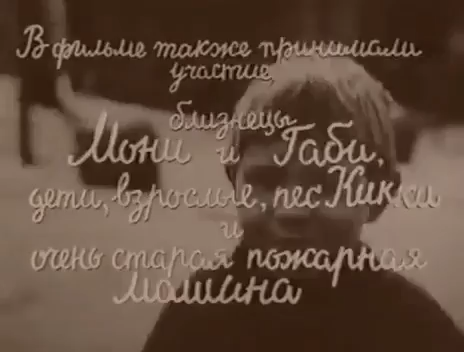 В фильме также принимали
участие
близнецы
Мони и Габи,
дети, взрослые, пес Кикки
и
очень старая пожарная
машина